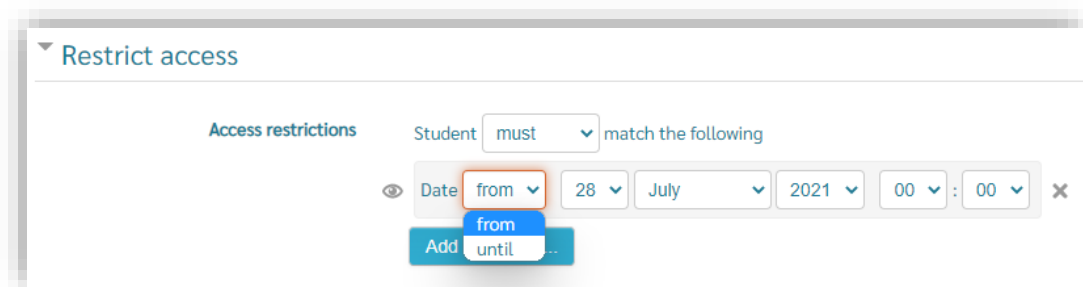 Restrict access
Access restrictions Student must match the following
Date from 28 July 2021 00 : 00
from
Add ...
until